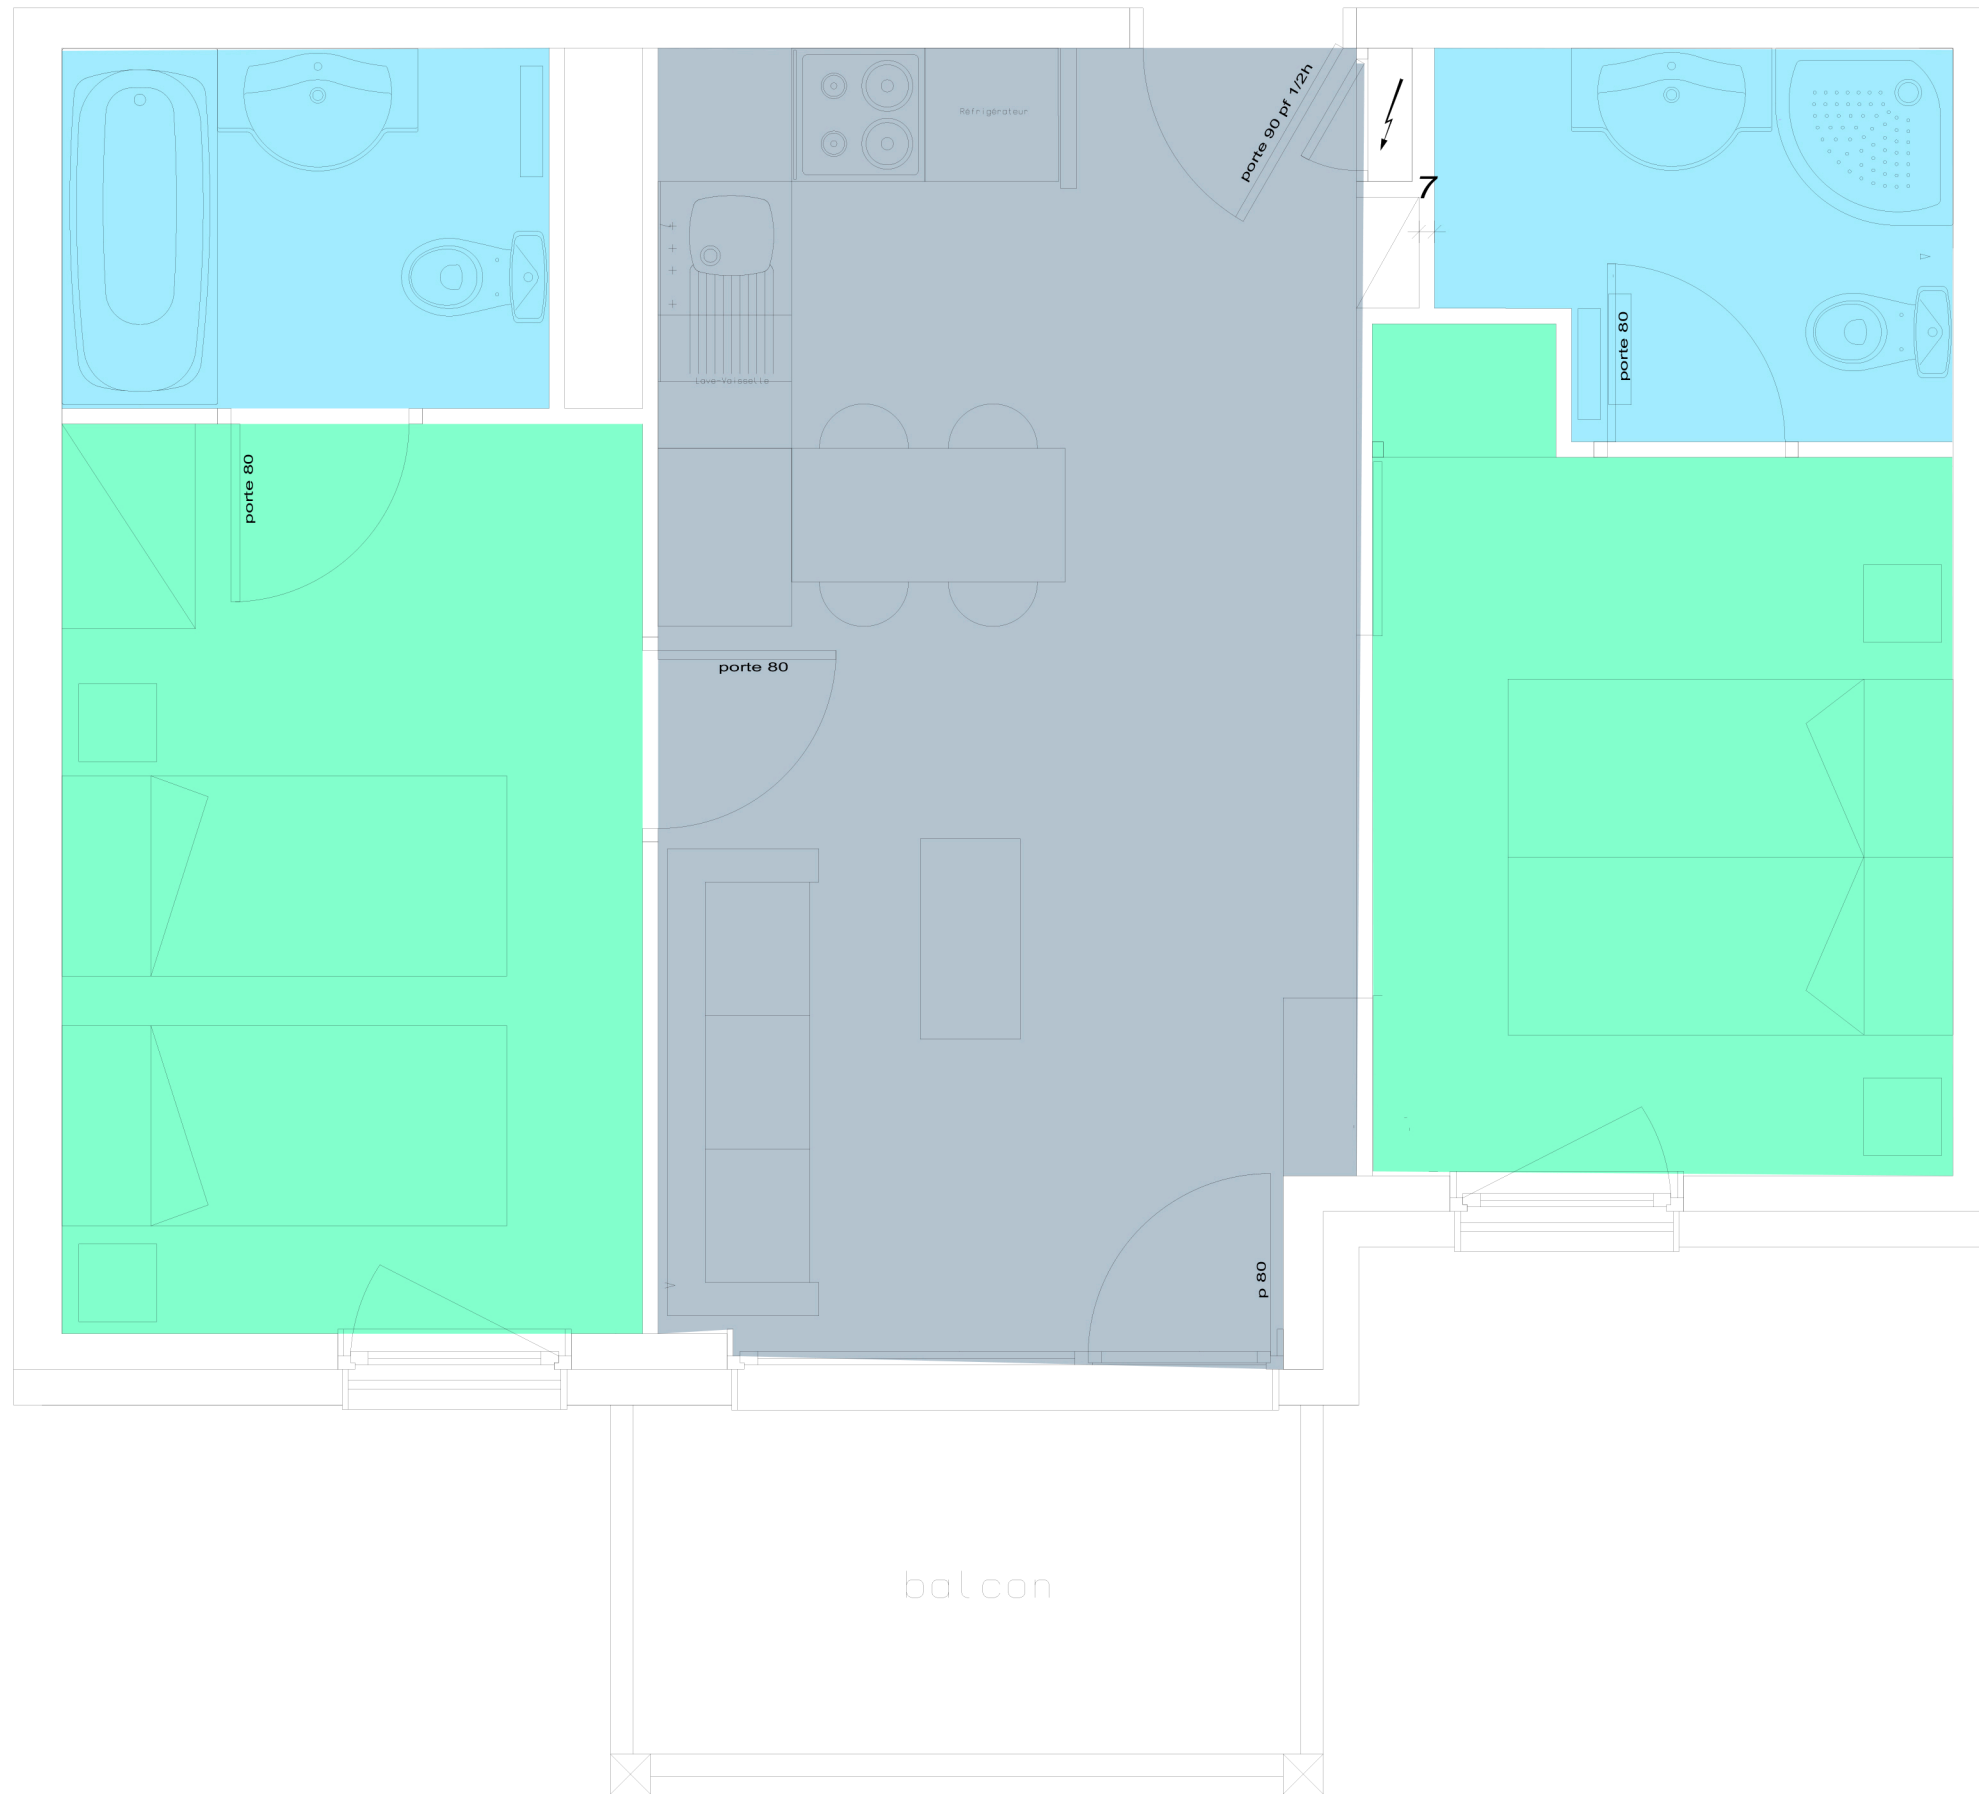 Réfrigérateur
porte 90 pf 1/2h
7
Lave-Vaisselle
porte 80
porte 80
porte 80
p 80
balcon